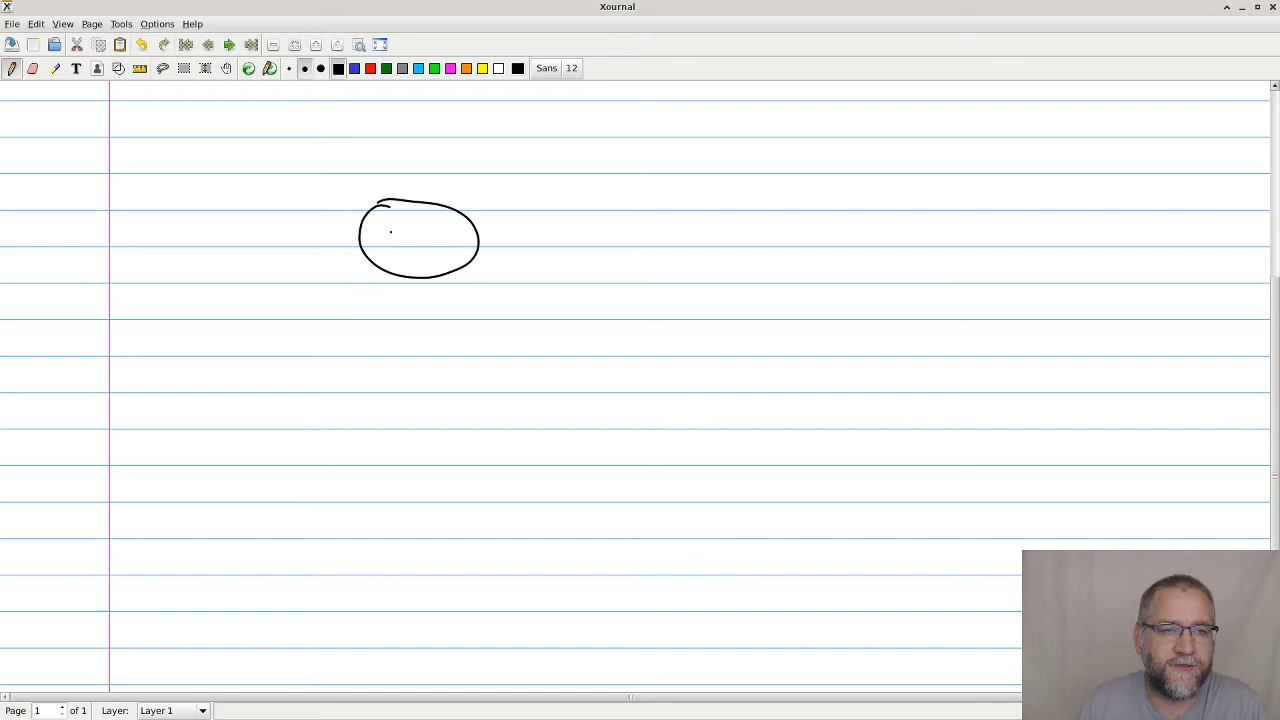 Xournal
File Edit View Page Tools Options Help
Sans 12
Page 1 of 1 Layer: Layer 1